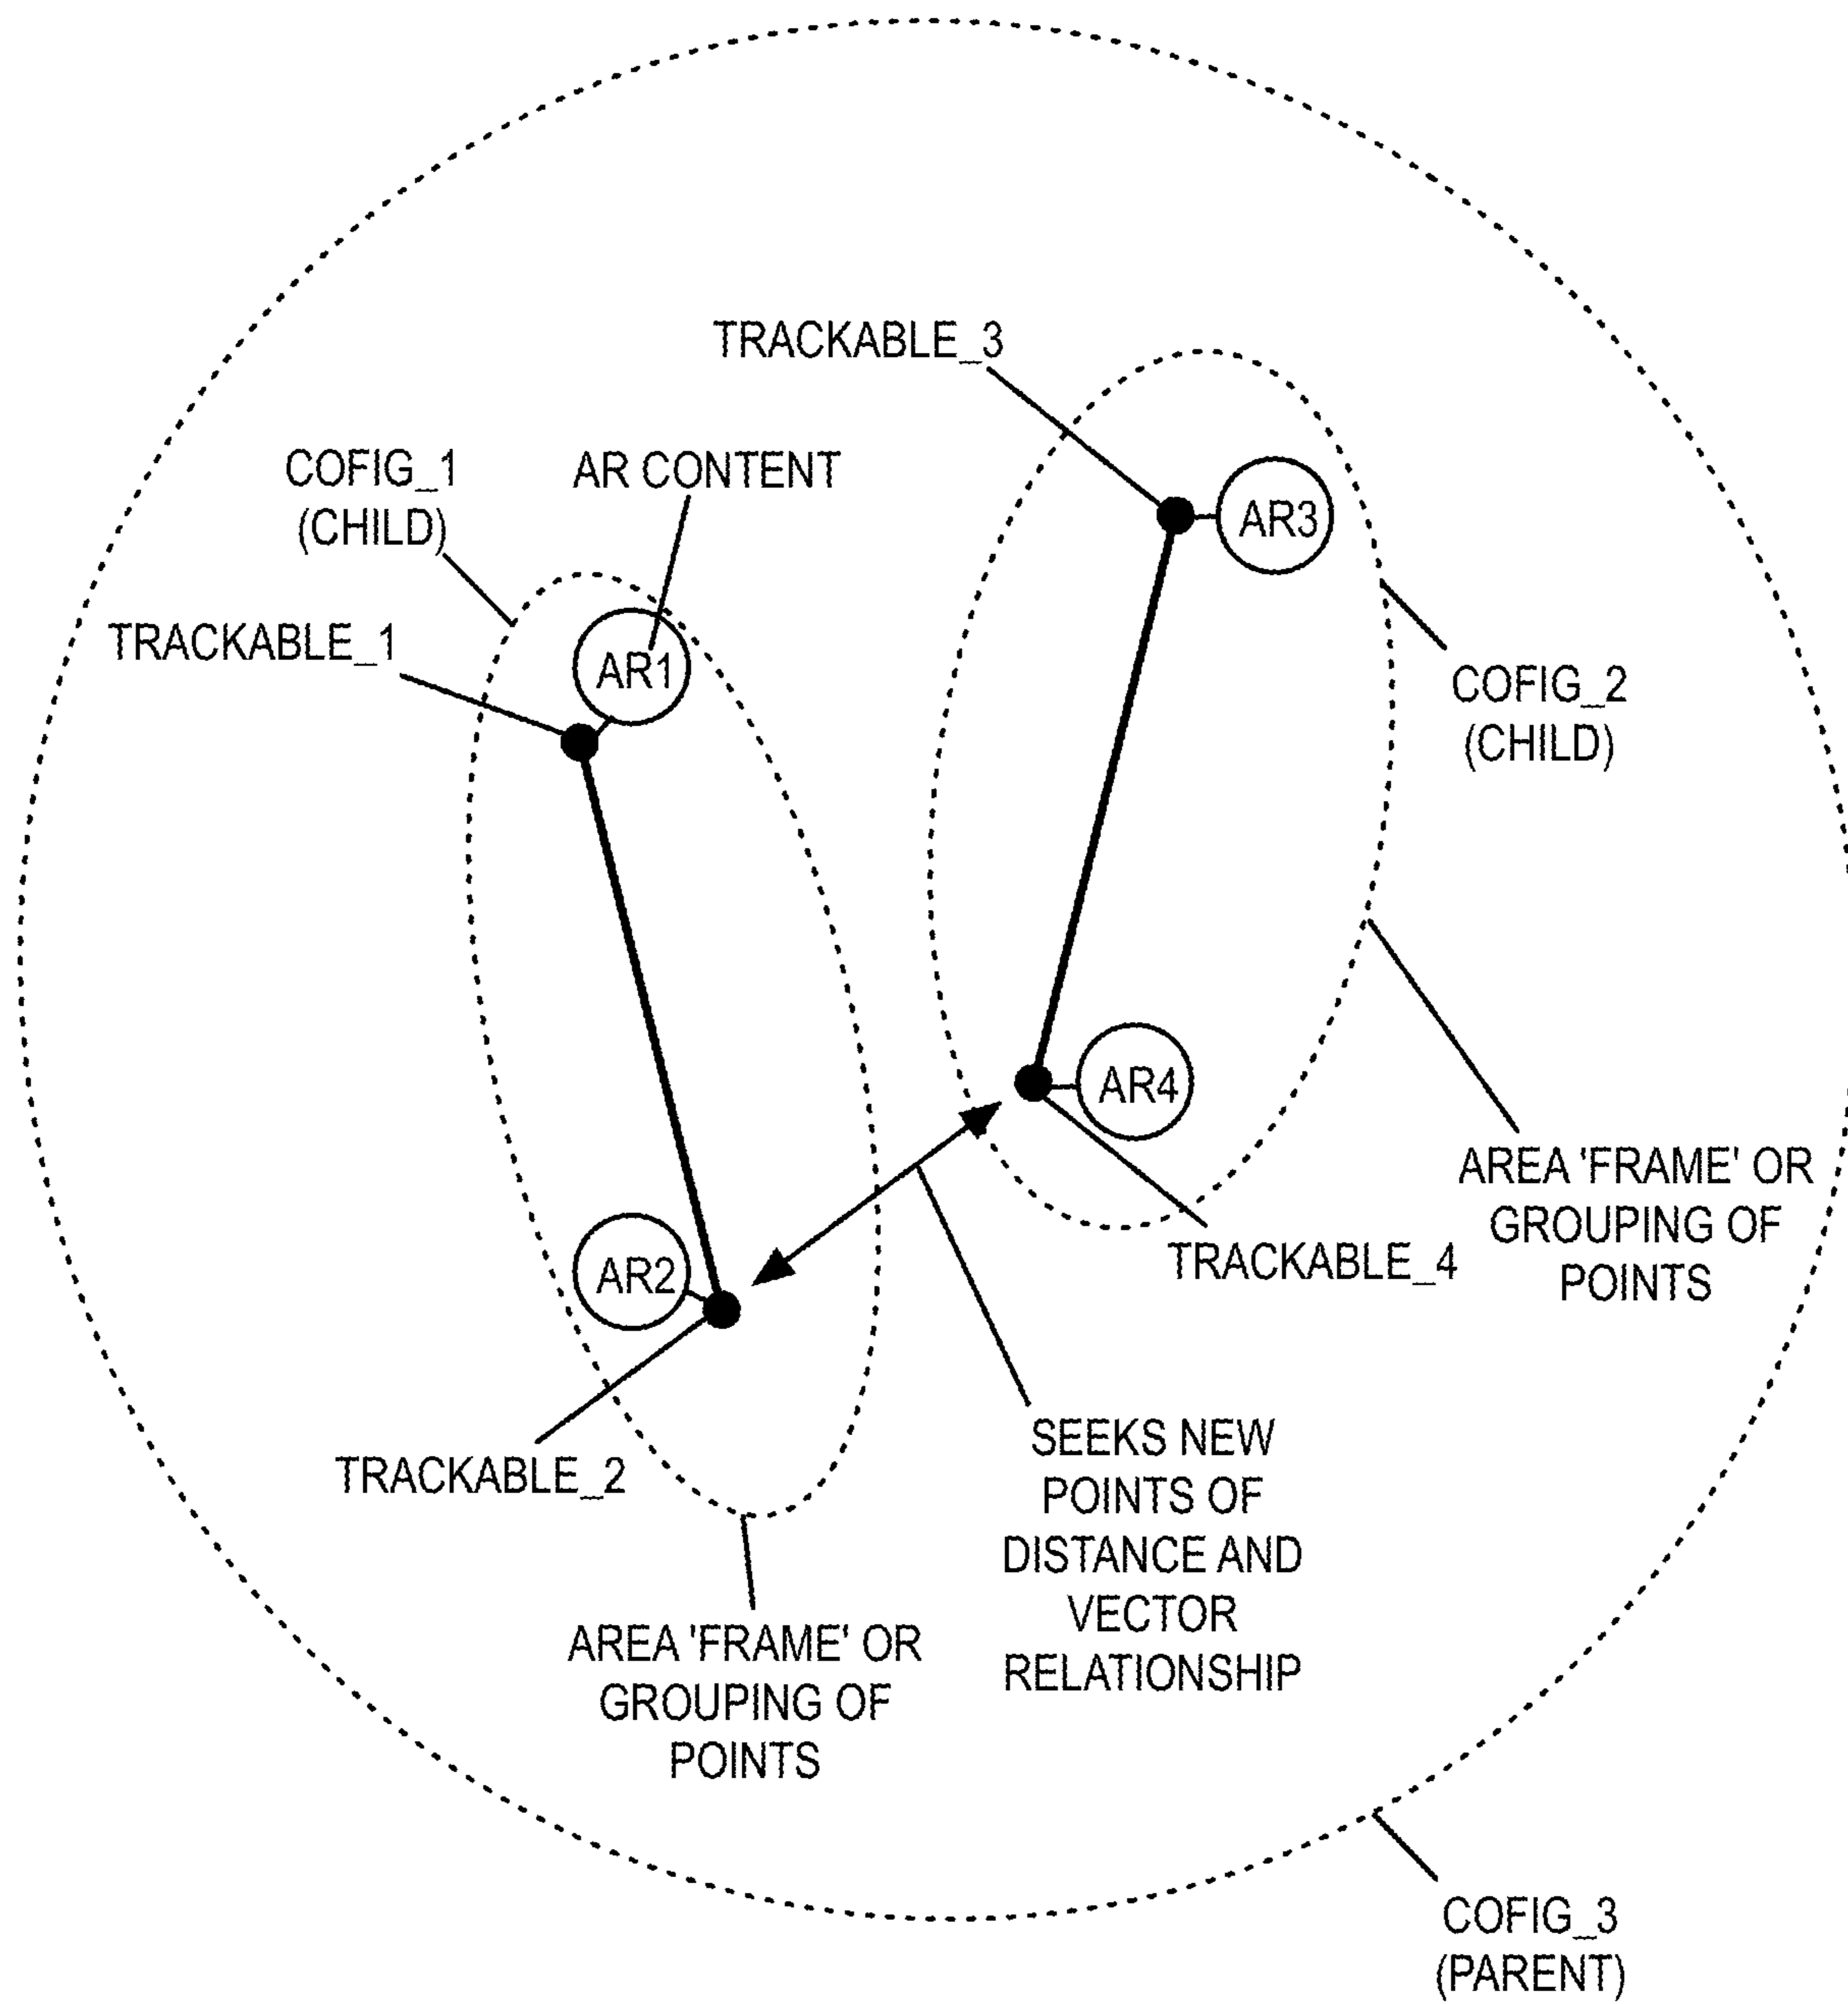 TRACKABLE_3
COFIG_1
(CHILD)
AR CONTENT
AR3
TRACKABLE_1
AR1
COFIG_2
(CHILD)
AR4
AREA 'FRAME' OR
GROUPING OF
POINTS
TRACKABLE_4
AR2
TRACKABLE_2
SEEKS NEW
POINTS OF
DISTANCE AND
VECTOR
RELATIONSHIP
AREA 'FRAME' OR
GROUPING OF
POINTS
COFIG_3
(PARENT)